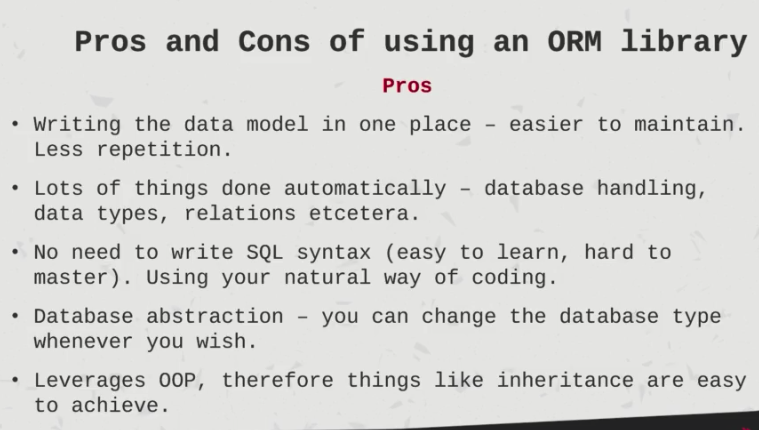 Pros and Cons of using an ORM library
Pros
• Writing the data model in one place – easier to maintain.
Less repetition.
• Lots of things done automatically – database handling,
data types, relations etcetera.
• No need to write SQL syntax (easy to learn, hard to
master). Using your natural way of coding.
• Database abstraction – you can change the database type
whenever you wish.
• Leverages OOP, therefore things like inheritance are easy
to achieve.